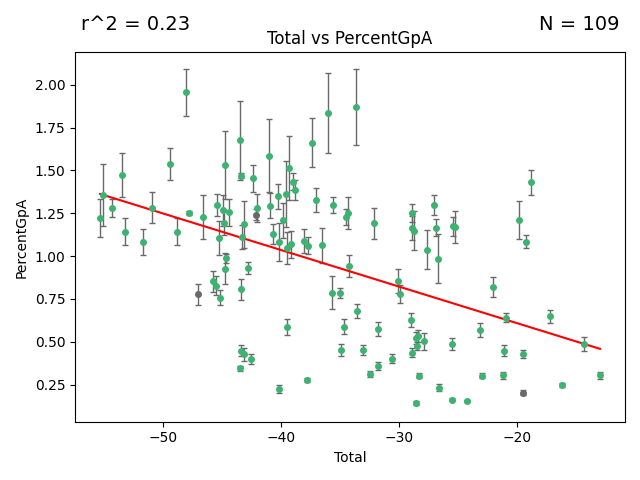 r^2 = 0.23
N = 109
Total vs PercentGpA
PercentGpA
2.00
1.75
1.50
1.25
1.00
0.75
0.50
0.25
−50
−40
−30
−20
Total